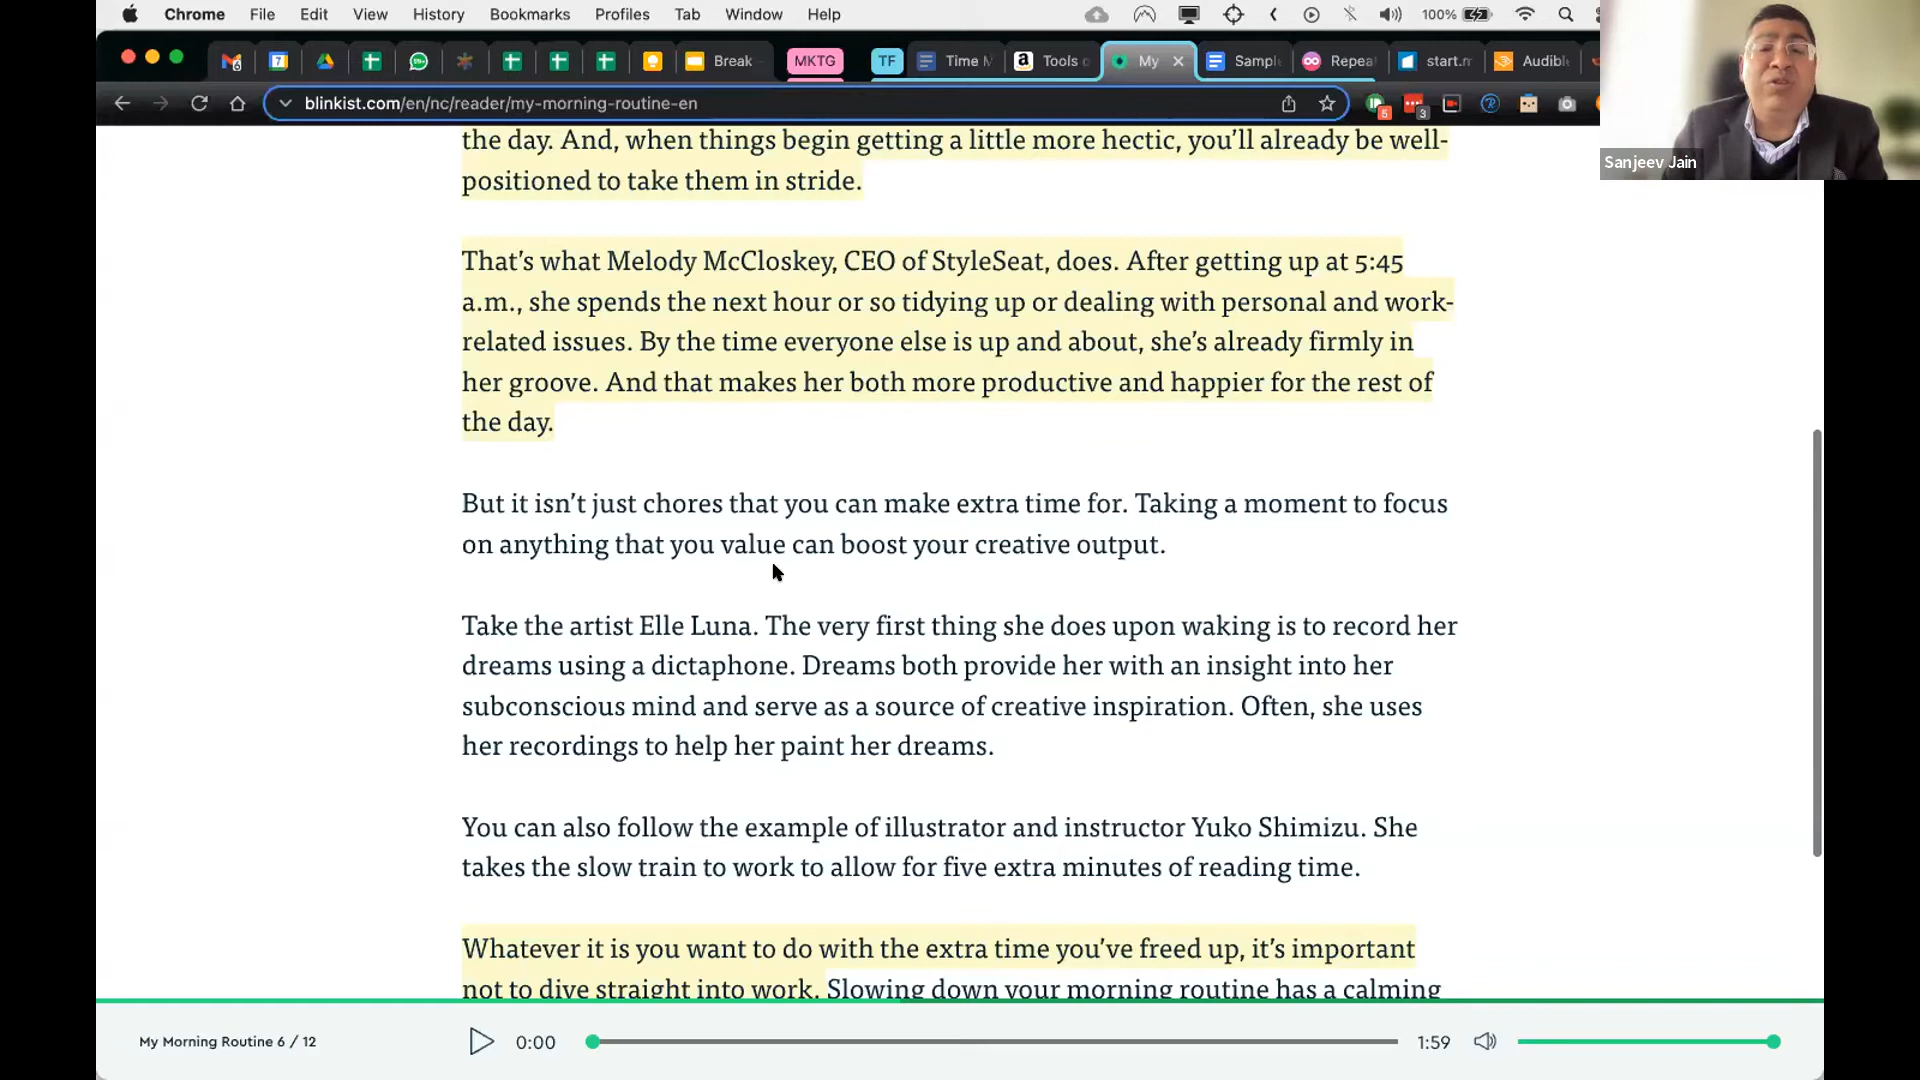 Chrome File Edit View History Bookmarks Profiles Tab Window Help 100%
7 Break MKTG TF Time M Tools o My Sampl Repea start.m Audibl
blinkist.com/en/nc/reader/my-morning-routine-en 5 3
Sanjeev Jain
the day. And, when things begin getting a little more hectic, you’ll already be well-
positioned to take them in stride.
That’s what Melody McCloskey, CEO of StyleSeat, does. After getting up at 5:45
a.m., she spends the next hour or so tidying up or dealing with personal and work-
related issues. By the time everyone else is up and about, she’s already firmly in
her groove. And that makes her both more productive and happier for the rest of
the day.
But it isn’t just chores that you can make extra time for. Taking a moment to focus
on anything that you value can boost your creative output.
Take the artist Elle Luna. The very first thing she does upon waking is to record her
dreams using a dictaphone. Dreams both provide her with an insight into her
subconscious mind and serve as a source of creative inspiration. Often, she uses
her recordings to help her paint her dreams.
You can also follow the example of illustrator and instructor Yuko Shimizu. She
takes the slow train to work to allow for five extra minutes of reading time.
Whatever it is you want to do with the extra time you’ve freed up, it’s important
not to dive straight into work. Slowing down your morning routine has a calming
My Morning Routine 6 / 12 0:00 1:59